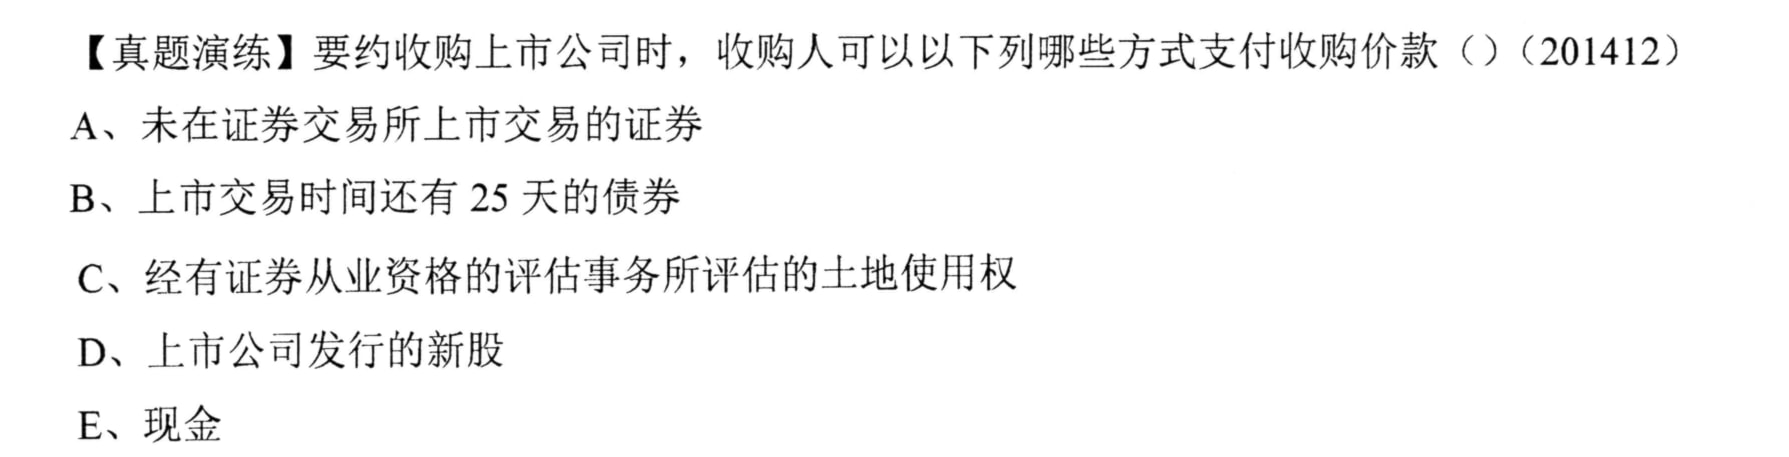 【真题演练】要约收购上市公司时，收购人可以以下列哪些方式支付收购价款（）（201412）
A、未在证券交易所上市交易的证券
B、上市交易时间还有 25 天的债券
C、经有证券从业资格的评估事务所评估的土地使用权
D、上市公司发行的新股
E、现金